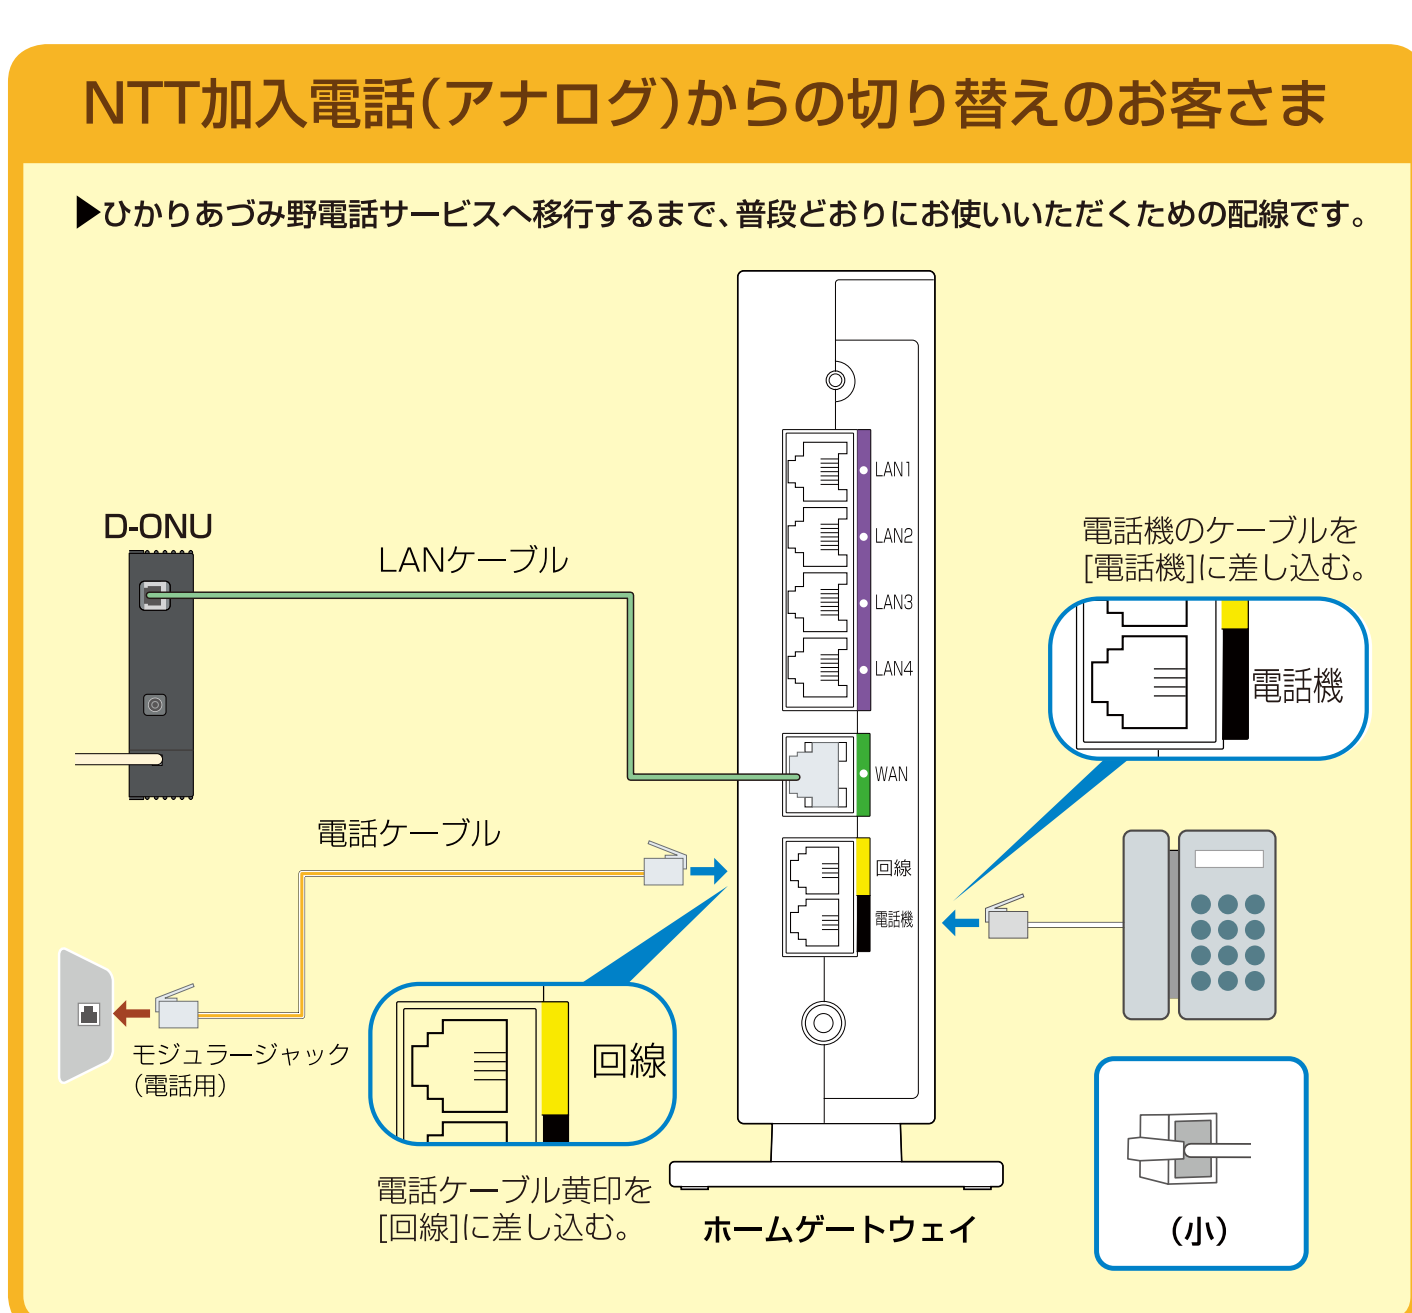 NTT加入電話(アナログ)からの切り替えのお客さま
▶ひかりあづみ野電話サービスへ移行するまで、普段どおりにお使いいただくための配線です。
D-ONU
LANケーブル
LAN1
LAN2
LAN3
LAN4
WAN
回線
電話機
電話機のケーブルを
[電話機]に差し込む。
電話機
電話ケーブル
モジュラージャック
(電話用)
回線
電話ケーブル黄印を
[回線]に差し込む。
ホームゲートウェイ
(小)